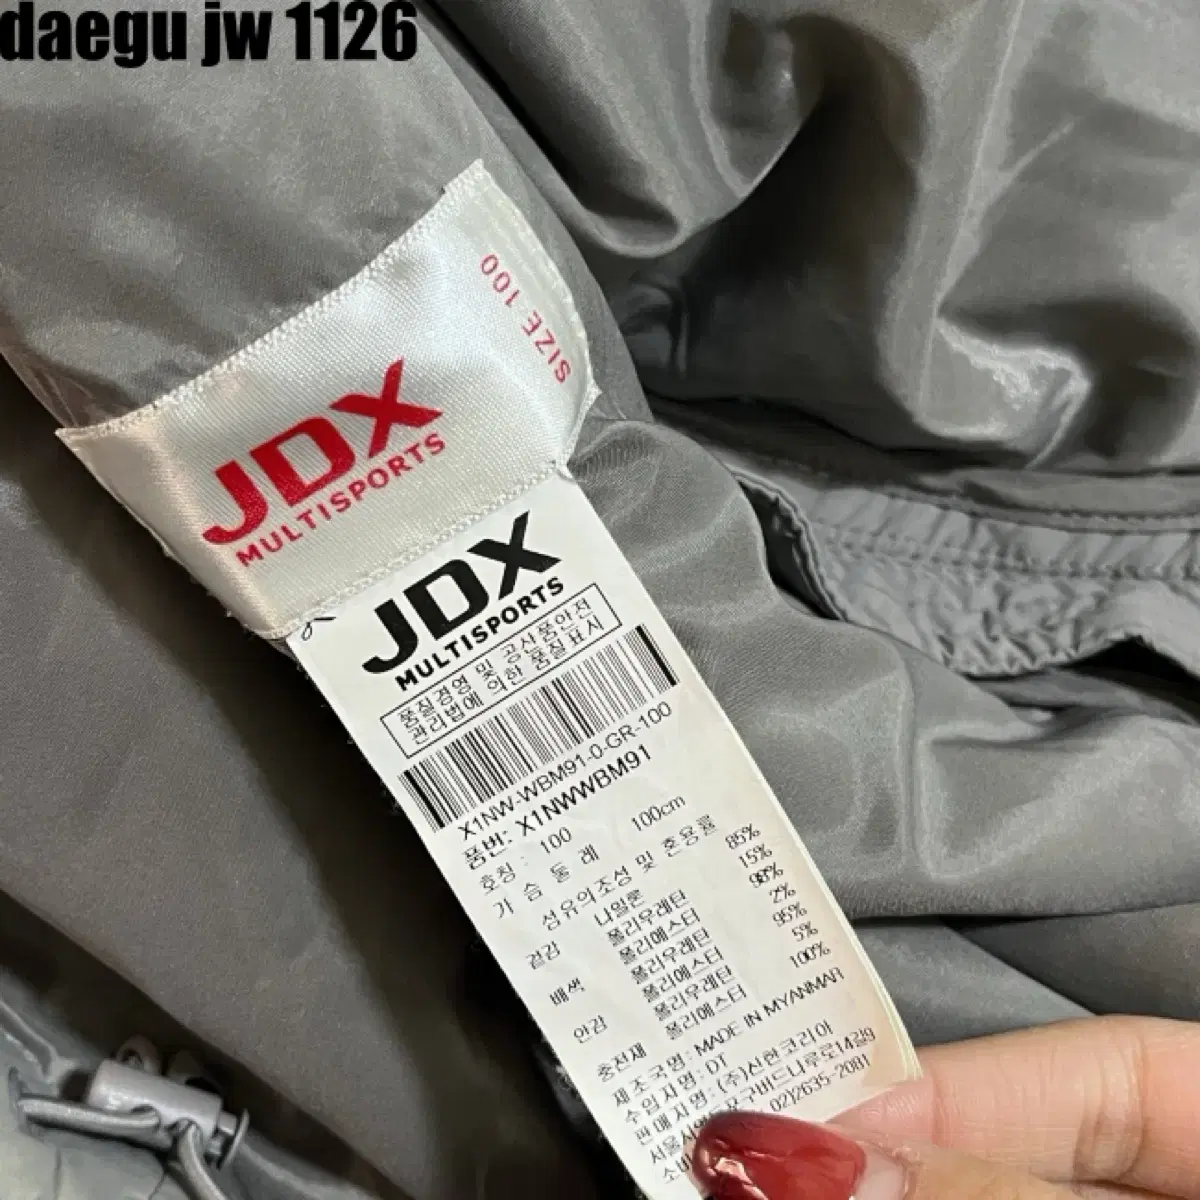 daegu jw 1126
SIZE 100
JDX
MULTISPORTS
JDX
MULTISPORTS
품질경영 및 공산품안전
관리법에 의한 품질표시
X1NW-WBM91-0-GR-100
품번: X1NWWBM91
호칭 : 100
가 슴 둘 레 100cm
섬유의조성 및 혼용률
겉감 나일론 85%
폴리우레탄 15%
배색 폴리에스터 98%
폴리우레탄 2%
안감 폴리에스터 95%
폴리우레탄 5%
충전재 폴리에스터 100%
제조국명: MADE IN MYANMAR
수입자명: DT
판매자명: (주)신한코리아
02)2635-2081